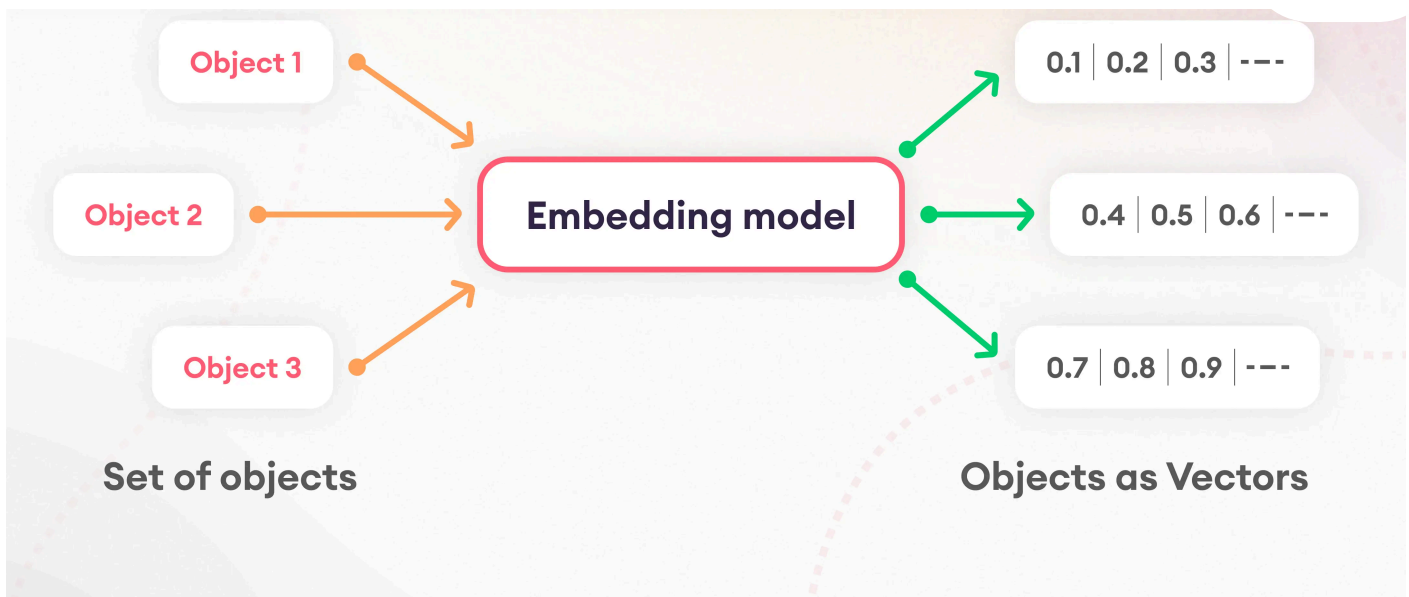 Object 1
0.1 | 0.2 | 0.3 | ---
Object 2
Embedding model
0.4 | 0.5 | 0.6 | ---
Object 3
0.7 | 0.8 | 0.9 | ---
Set of objects
Objects as Vectors